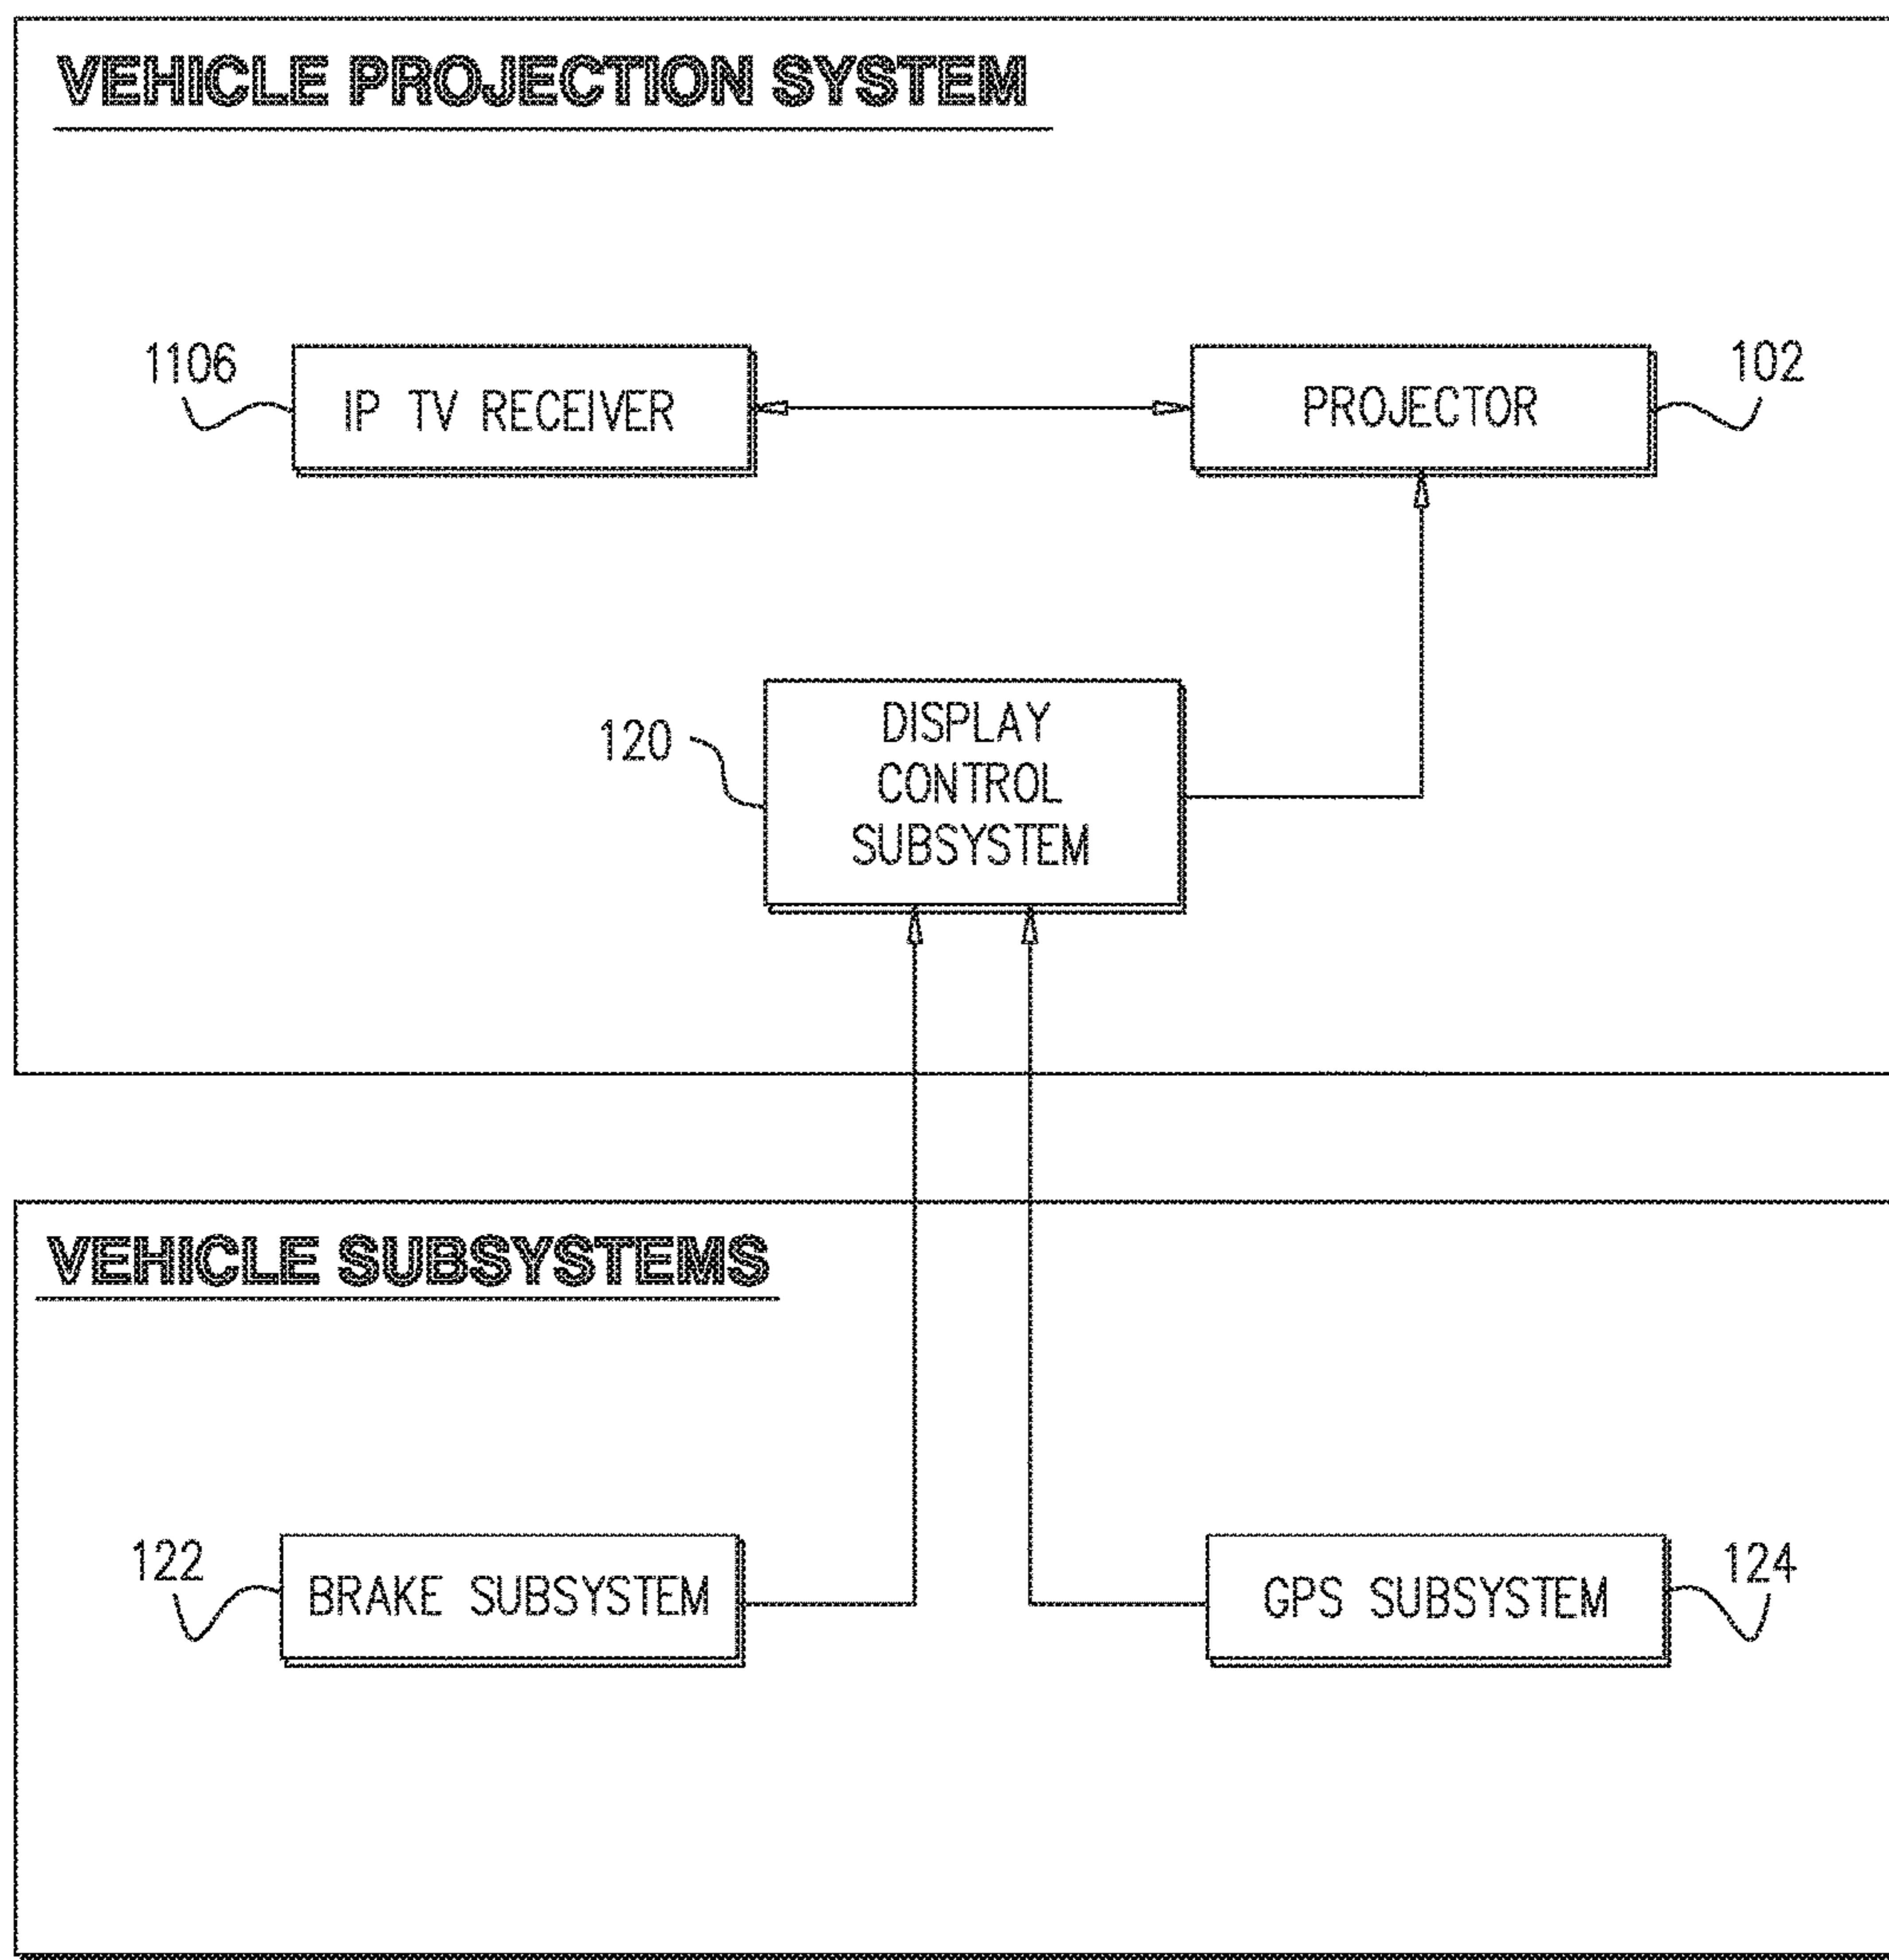 VEHICLE PROJECTION SYSTEM
1106
IP TV RECEIVER
PROJECTOR
102
120
DISPLAY
CONTROL
SUBSYSTEM
VEHICLE SUBSYSTEMS
122
BRAKE SUBSYSTEM
GPS SUBSYSTEM
124